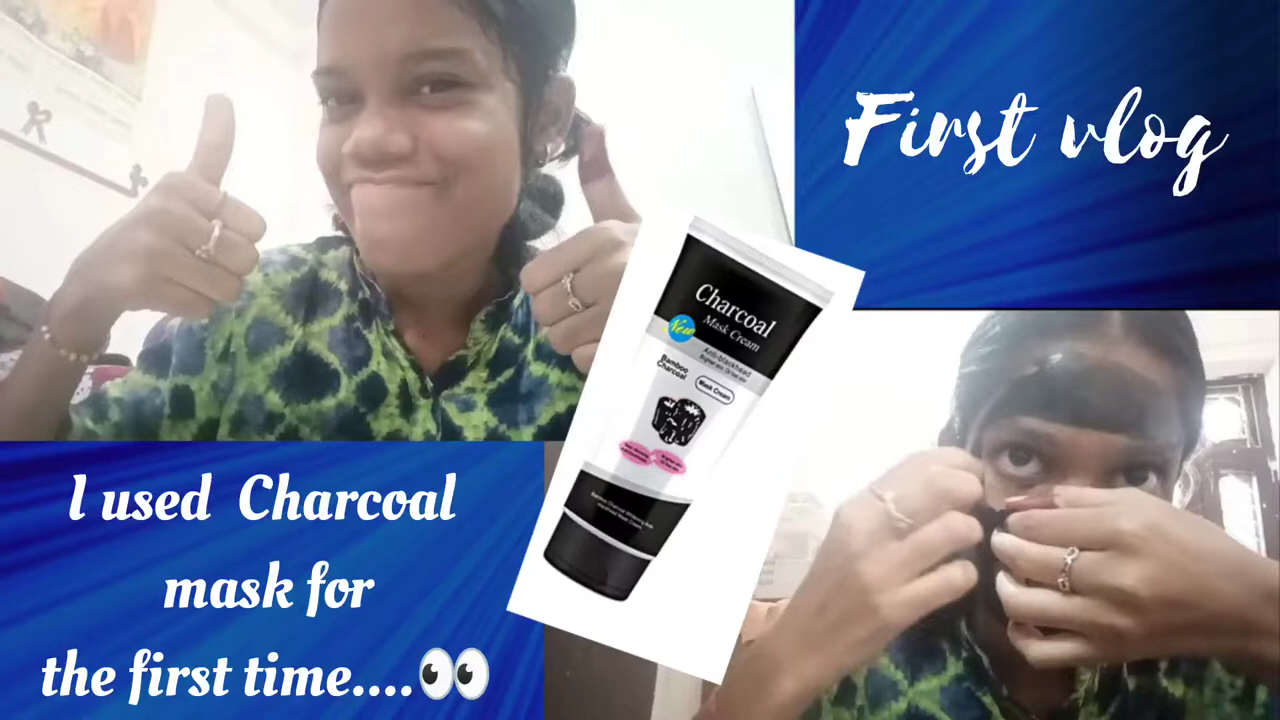 First vlog
Charcoal
Mask Cream
New
Anti-blackhead
Bamboo
Charcoal
Mask Cream
I used Charcoal
mask for
the first time....👀